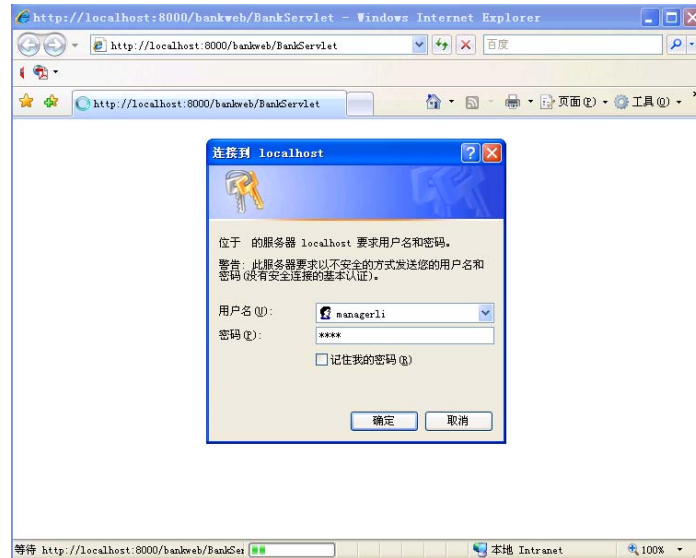 http://localhost:8000/bankweb/BankServlet - Windows Internet Explorer
http://localhost:8000/bankweb/BankServlet
百度
http://localhost:8000/bankweb/BankServlet
页面(P)
工具(O)
连接到 localhost
位于 的服务器 localhost 要求用户名和密码。
警告: 此服务器要求以不安全的方式发送您的用户名和
密码(没有安全连接的基本认证)。
用户名(U):
managerli
密码(P):
****
记住我的密码(R)
确定
取消
等待 http://localhost:8000/bankweb/BankSer
本地 Intranet
100%